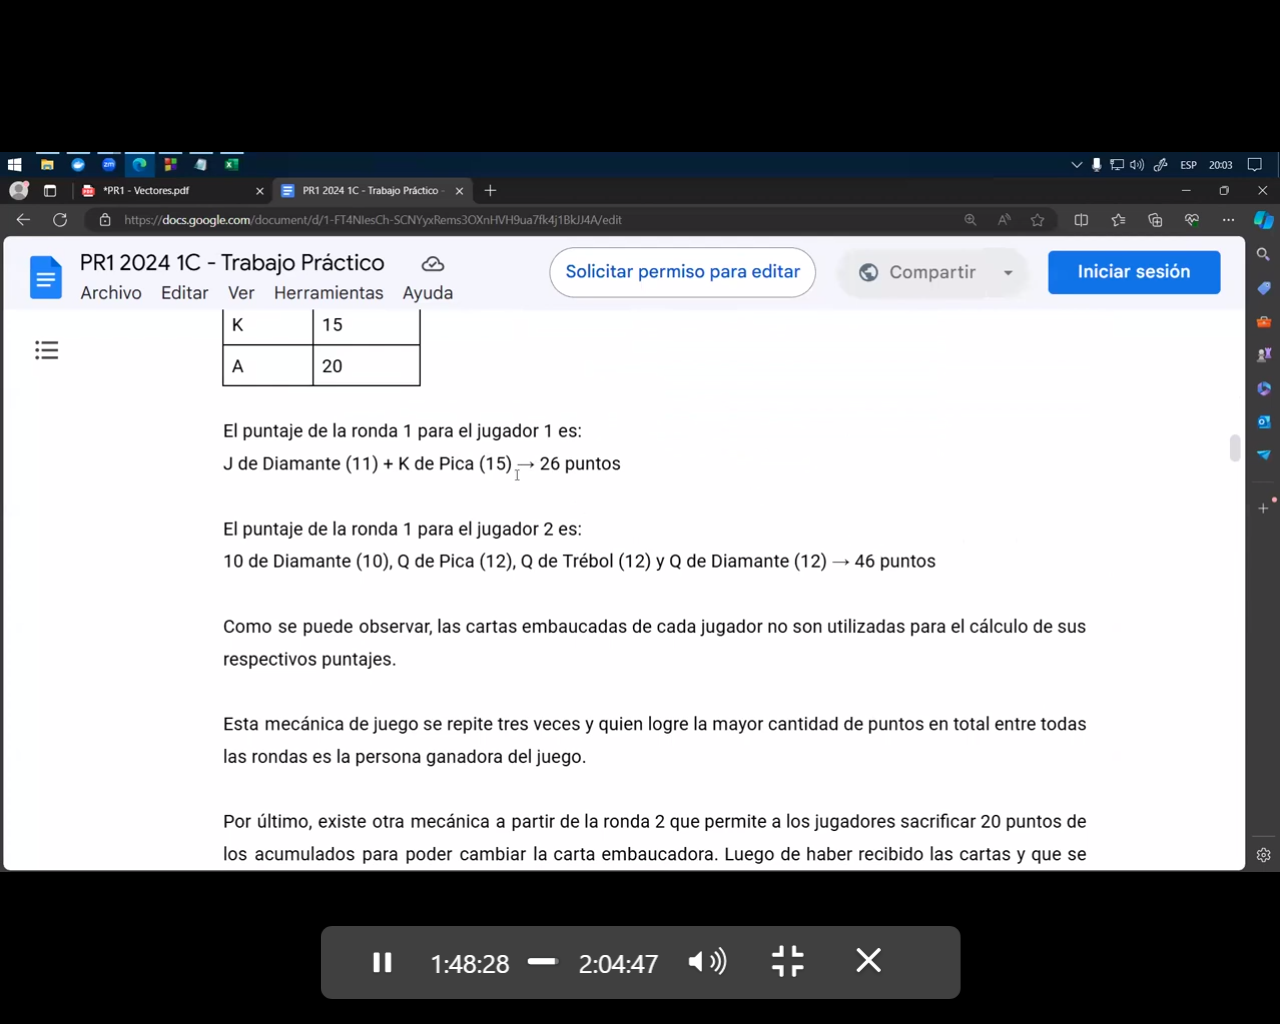 ESP
20:03
*PR1 - Vectores.pdf
PR1 2024 1C - Trabajo Práctico -
https://docs.google.com/document/d/1-FT4NIesCh-SCNYyxRems3OXnHVH9ua7fk4j1BkJJ4A/edit
PR1 2024 1C - Trabajo Práctico
Archivo Editar Ver Herramientas Ayuda
Solicitar permiso para editar
Compartir
Iniciar sesión
K 15
A 20
El puntaje de la ronda 1 para el jugador 1 es:
J de Diamante (11) + K de Pica (15) → 26 puntos
El puntaje de la ronda 1 para el jugador 2 es:
10 de Diamante (10), Q de Pica (12), Q de Trébol (12) y Q de Diamante (12) → 46 puntos
Como se puede observar, las cartas embaucadas de cada jugador no son utilizadas para el cálculo de sus
respectivos puntajes.
Esta mecánica de juego se repite tres veces y quien logre la mayor cantidad de puntos en total entre todas
las rondas es la persona ganadora del juego.
Por último, existe otra mecánica a partir de la ronda 2 que permite a los jugadores sacrificar 20 puntos de
los acumulados para poder cambiar la carta embaucadora. Luego de haber recibido las cartas y que se
1:48:28
2:04:47